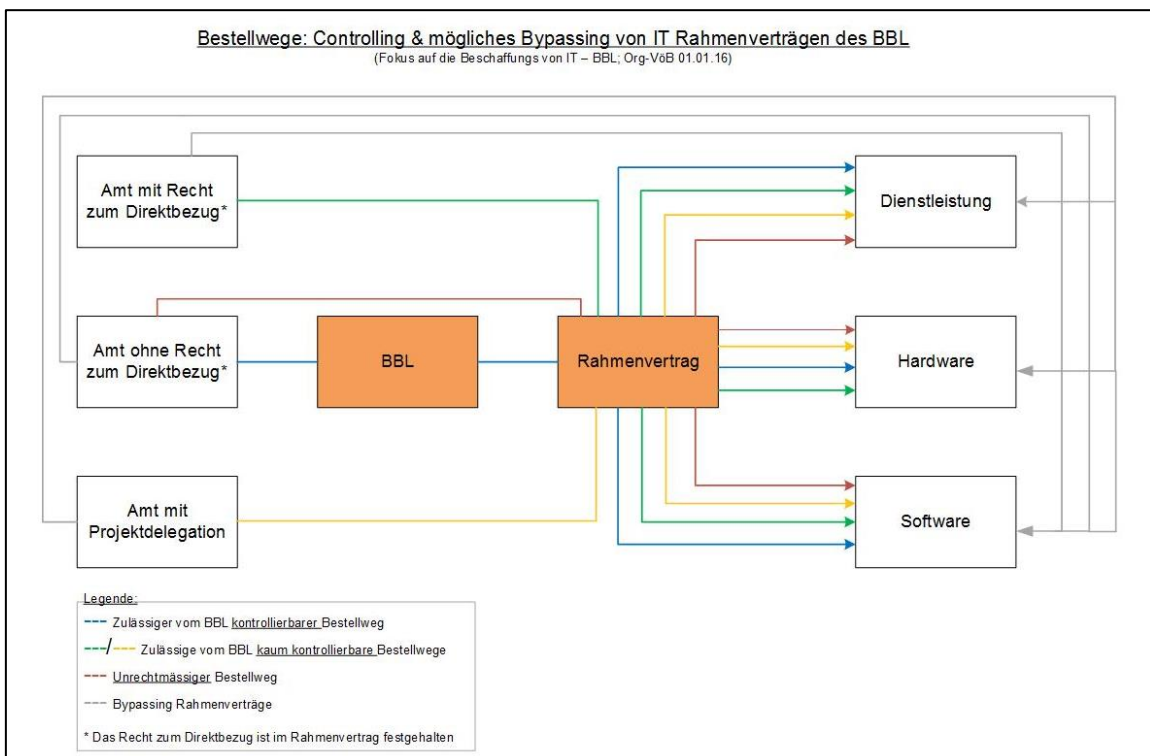 Bestellwege: Controlling & mögliches Bypassing von IT Rahmenverträgen des BBL
(Fokus auf die Beschaffungs von IT – BBL; Org-VöB 01.01.16)
Amt mit Recht
zum Direktbezug*
Dienstleistung
Amt ohne Recht
zum Direktbezug*
BBL
Rahmenvertrag
Hardware
Amt mit
Projektdelegation
Software
Legende:
Zulässiger vom BBL kontrollierbarer Bestellweg
/ Zulässige vom BBL kaum kontrollierbare Bestellwege
Unrechtmässiger Bestellweg
Bypassing Rahmenverträge
* Das Recht zum Direktbezug ist im Rahmenvertrag festgehalten